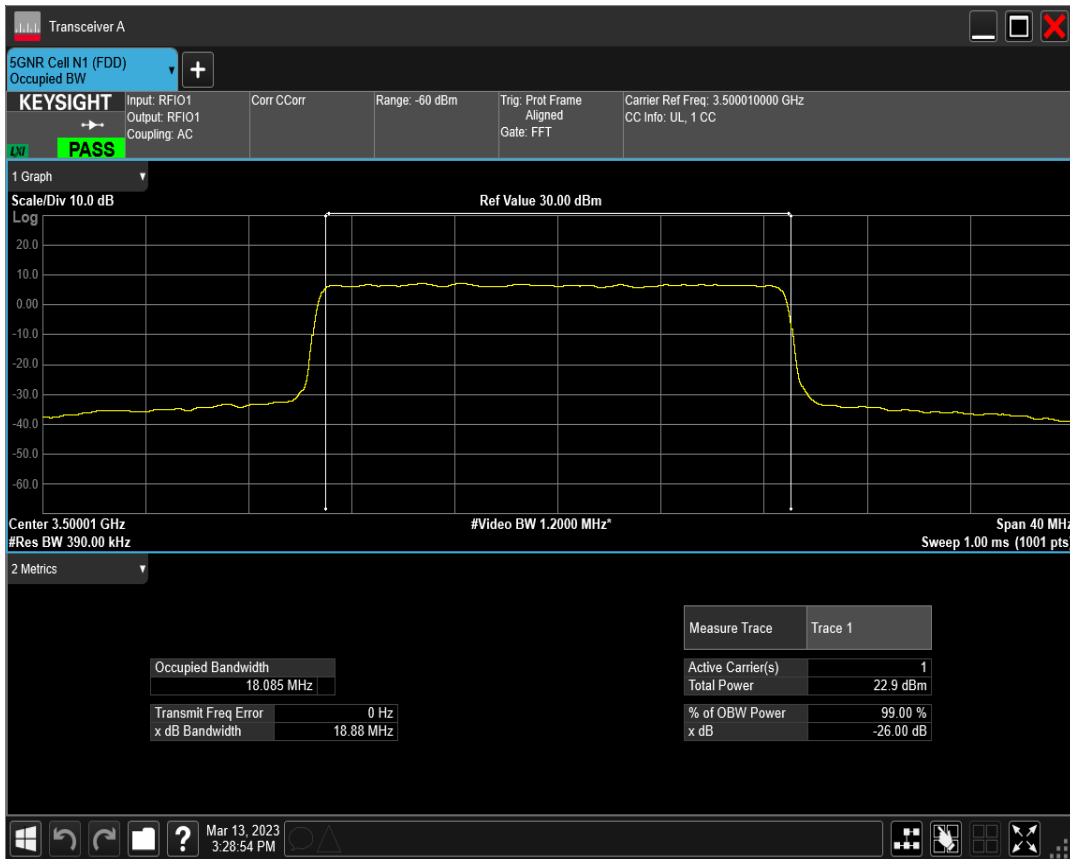 Transceiver A
5GNR Cell N1 (FDD)
Occupied BW
+
KEYSIGHT
LXI
PASS
Input: RFIO1
Output: RFIO1
Coupling: AC
Corr CCorr
Range: -60 dBm
Trig: Prot Frame
Aligned
Gate: FFT
Carrier Ref Freq: 3.500010000 GHz
CC Info: UL, 1 CC
1 Graph
Scale/Div 10.0 dB
Ref Value 30.00 dBm
Log
20.0
10.0
0.00
-10.0
-20.0
-30.0
-40.0
-50.0
-60.0
Center 3.50001 GHz
#Video BW 1.2000 MHz*
Span 40 MHz
#Res BW 390.00 kHz
Sweep 1.00 ms (1001 pts)
2 Metrics
Measure Trace Trace 1
Occupied Bandwidth
18.085 MHz
Transmit Freq Error 0 Hz
x dB Bandwidth 18.88 MHz
Active Carrier(s) 1
Total Power 22.9 dBm
% of OBW Power 99.00 %
x dB -26.00 dB
?
Mar 13, 2023
3:28:54 PM